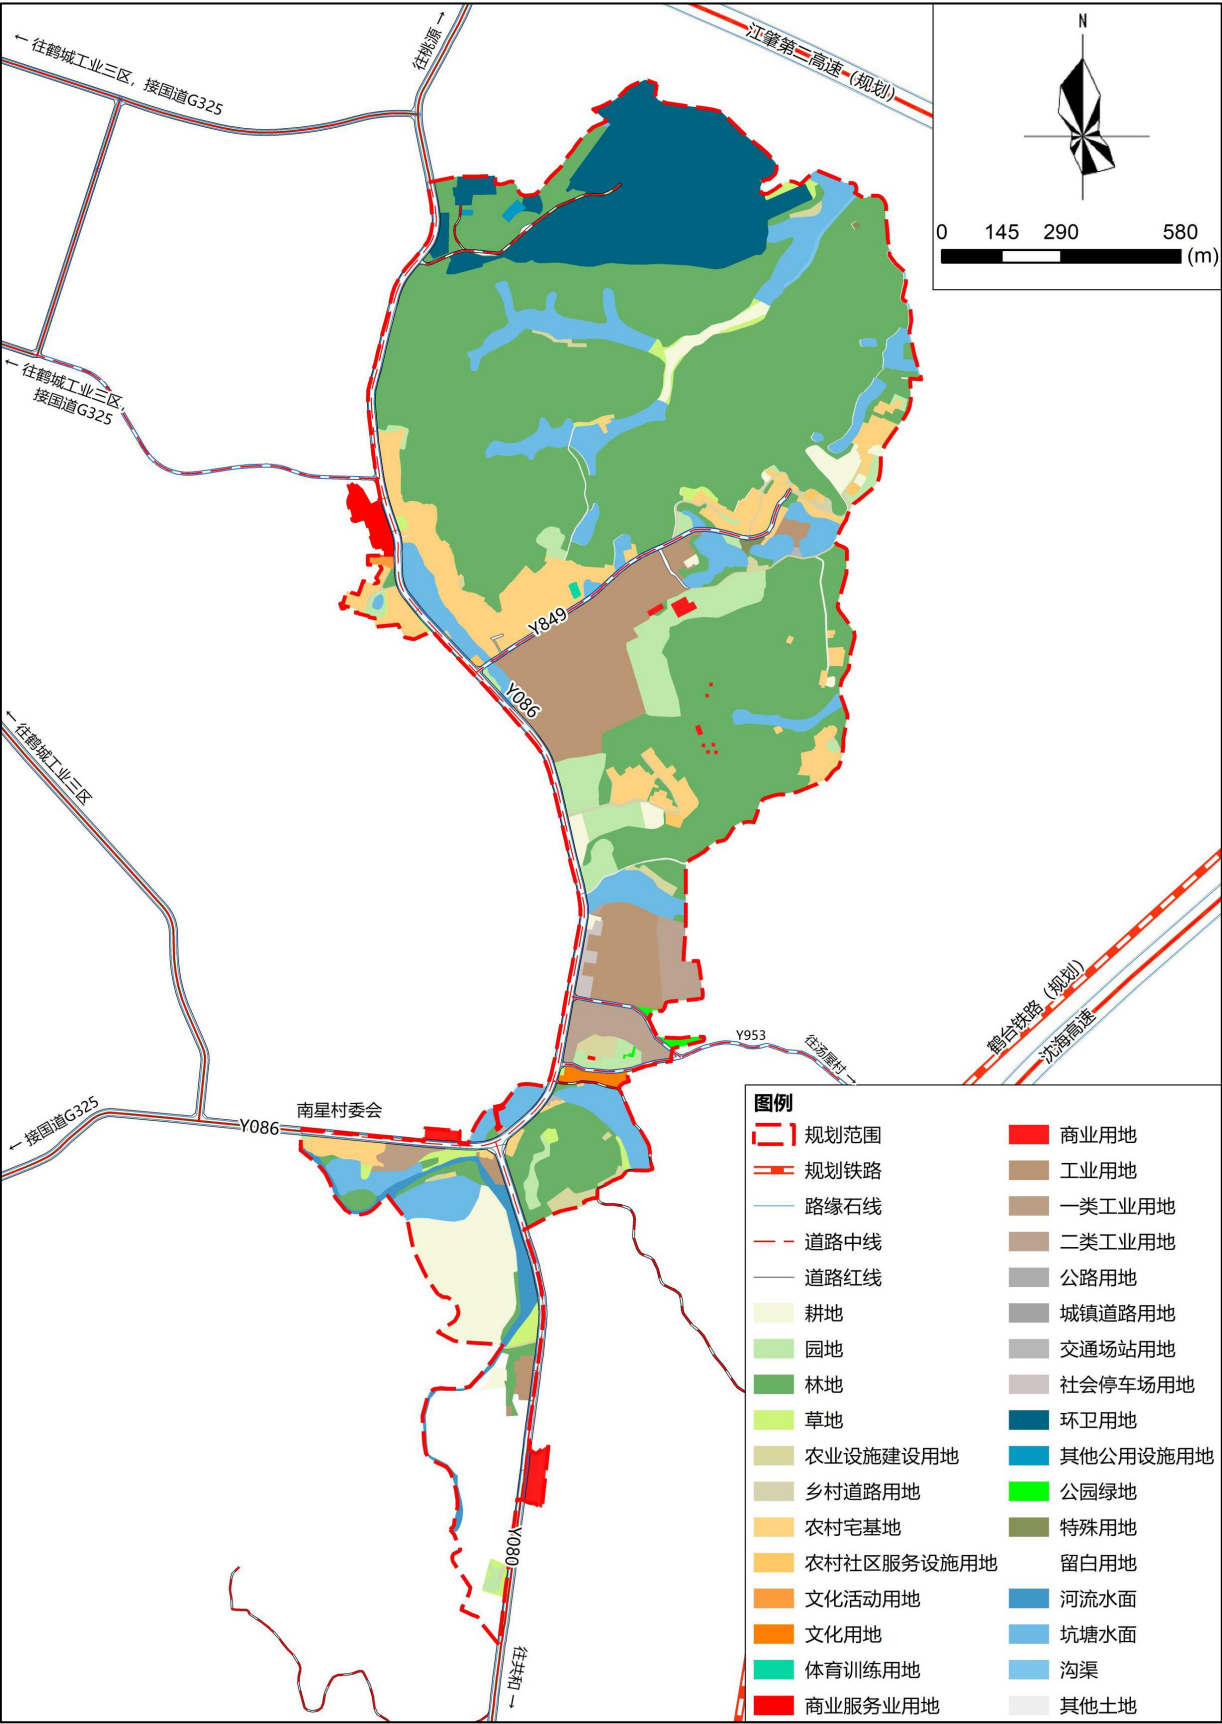 ← 往鹤城工业三区，接国道G325
往桃源 →
江肇第二高速（规划）
N
0 145 290 580
(m)
← 往鹤城工业三区，
接国道G325
Y849
Y086
← 往鹤城工业三区
鹤台铁路（规划）
沈海高速
Y953
往汤屋村 →
← 接国道G325
Y086
南星村委会
Y080
往共和 →
图例
规划范围
规划铁路
路缘石线
道路中线
道路红线
耕地
园地
林地
草地
农业设施建设用地
乡村道路用地
农村宅基地
农村社区服务设施用地
文化活动用地
文化用地
体育训练用地
商业服务业用地
商业用地
工业用地
一类工业用地
二类工业用地
公路用地
城镇道路用地
交通场站用地
社会停车场用地
环卫用地
其他公用设施用地
公园绿地
特殊用地
留白用地
河流水面
坑塘水面
沟渠
其他土地